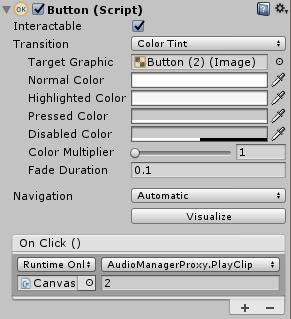 OK Button (Script)
Interactable
Transition Color Tint
Target Graphic Button (2) (Image)
Normal Color
Highlighted Color
Pressed Color
Disabled Color
Color Multiplier 1
Fade Duration 0.1
Navigation Automatic
Visualize
On Click ()
Runtime Onl AudioManagerProxy.PlayClip
Canvas 2